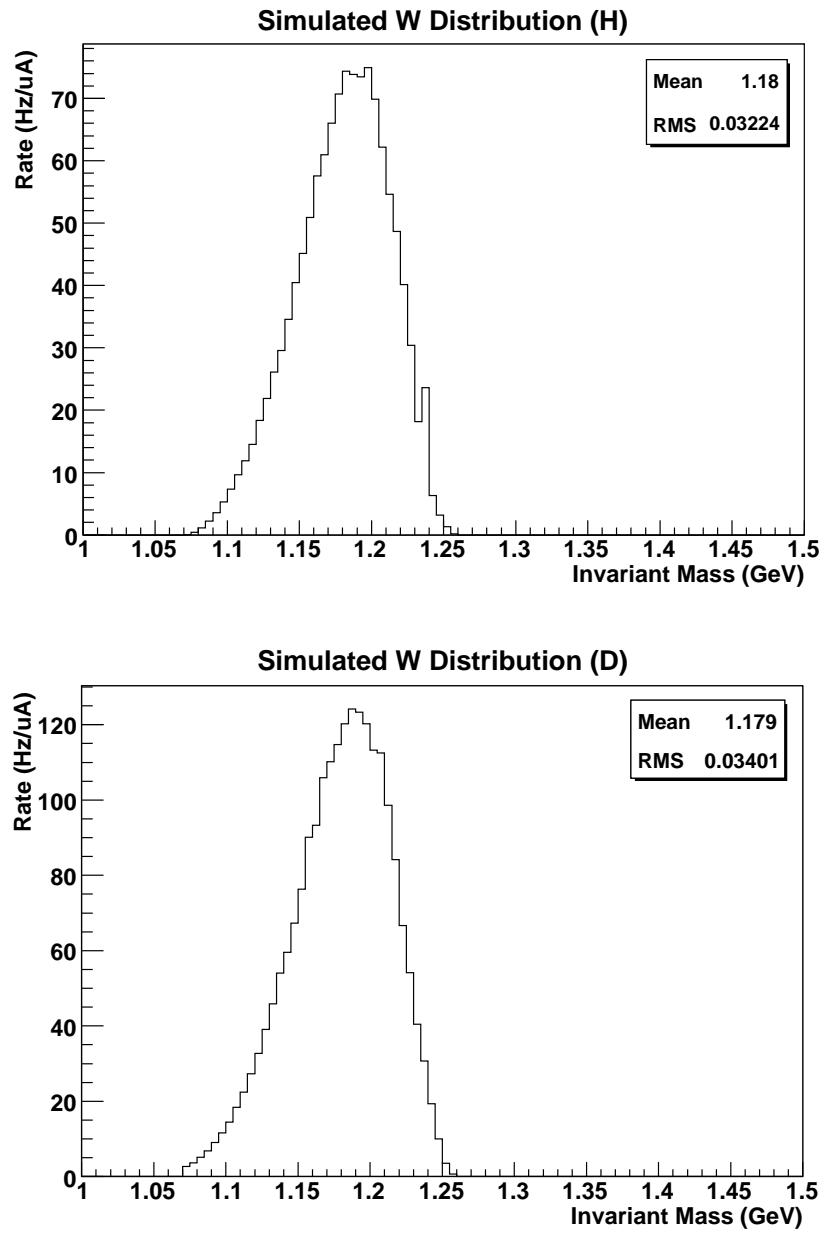 Simulated W Distribution (H)
Rate (Hz/uA)
Mean 1.18
RMS 0.03224
70
60
50
40
30
20
10
0
1 1.05 1.1 1.15 1.2 1.25 1.3 1.35 1.4 1.45 1.5
Invariant Mass (GeV)
Simulated W Distribution (D)
Rate (Hz/uA)
Mean 1.179
RMS 0.03401
120
100
80
60
40
20
0
1 1.05 1.1 1.15 1.2 1.25 1.3 1.35 1.4 1.45 1.5
Invariant Mass (GeV)